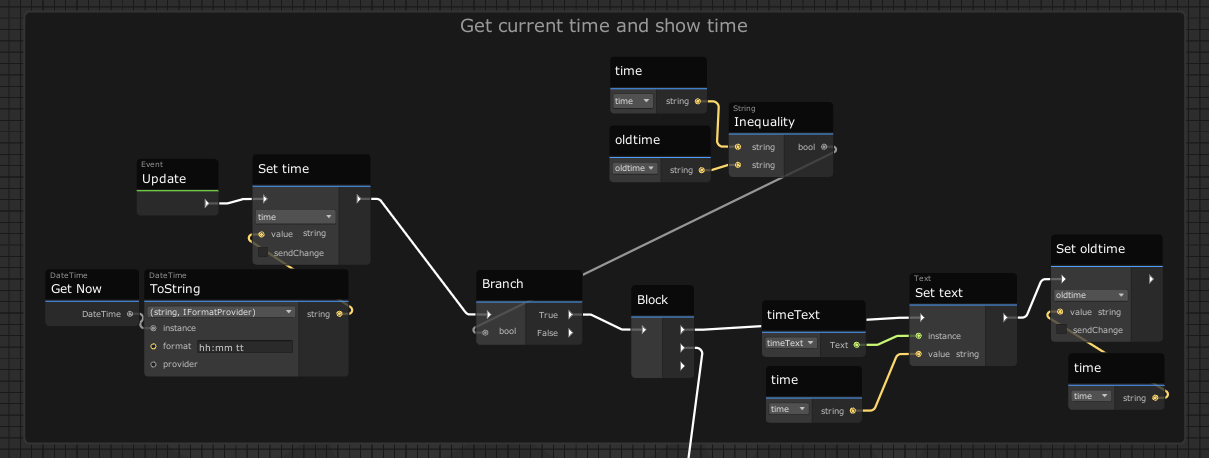 Get current time and show time
time
time string
oldtime
oldtime string
String
Inequality
string bool
string
Event
Update
Set time
time
value string
sendChange
DateTime
Get Now
DateTime
DateTime
ToString
(string, IFormatProvider) string
instance
format hh:mm tt
provider
Branch
True
bool
False
Block
timeText
timeText Text
time
time string
Text
Set text
instance
value string
Set oldtime
oldtime
value string
sendChange
time
time string